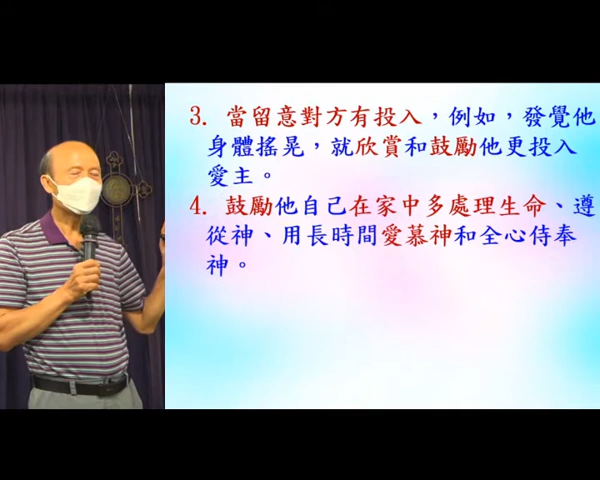 3. 當留意對方有投入，例如，發覺他
身體搖晃，就欣賞和鼓勵他更投入
愛主。
4. 鼓勵他自己在家中多處理生命、遵
從神、用長時間愛慕神和全心侍奉
神。